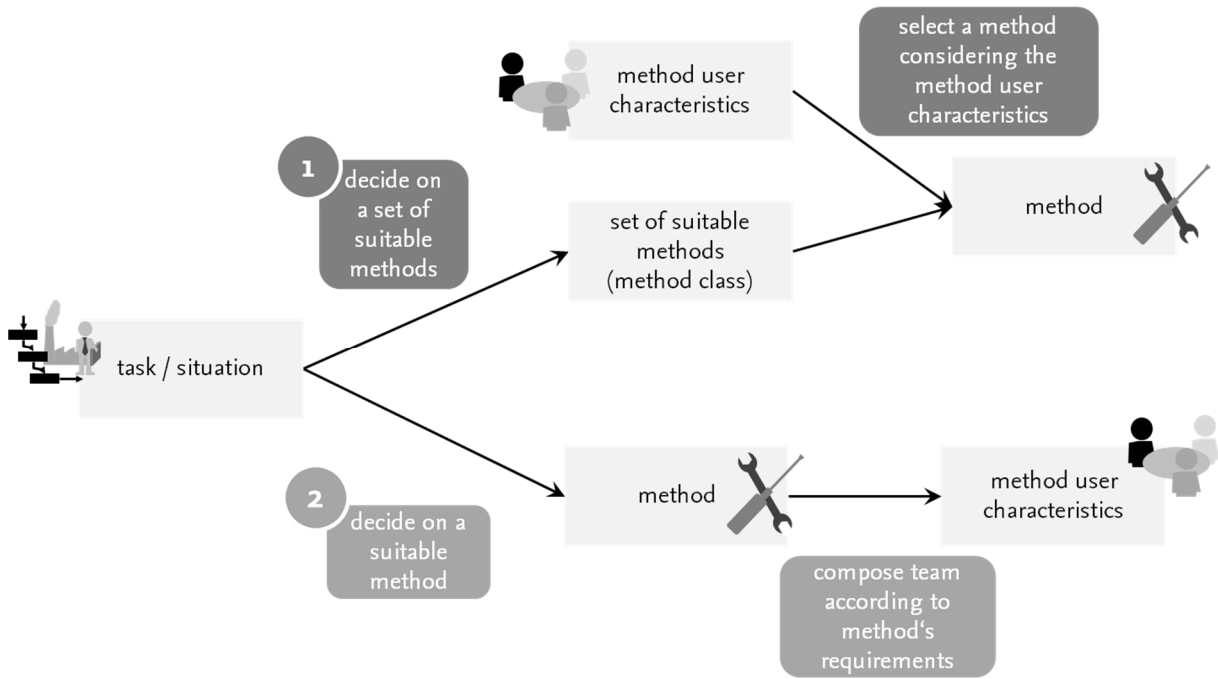 select a method
considering the
method user
characteristics
method user
characteristics
1
decide on
a set of
suitable
methods
method
set of suitable
methods
(method class)
task / situation
2
decide on a
suitable
method
method
method user
characteristics
compose team
according to
method‘s
requirements